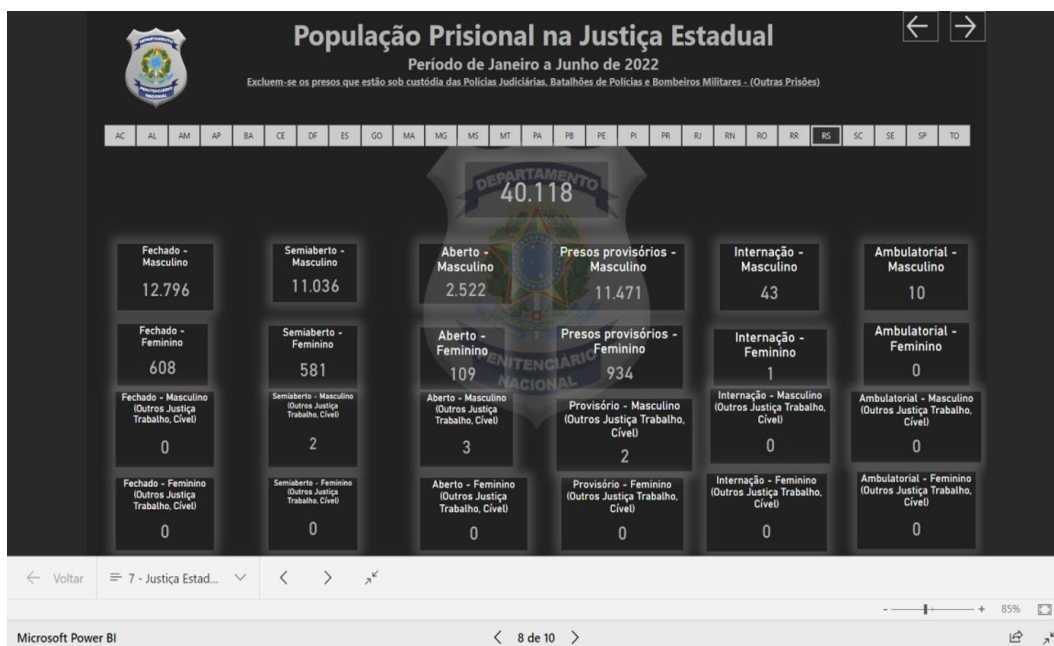 População Prisional na Justiça Estadual
Período de Janeiro a Junho de 2022
Excluem-se os presos que estão sob custódia das Polícias Judiciárias, Batalhões de Polícias e Bombeiros Militares - (Outras Prisões)
AC AL AM AP BA CE DF ES GO MA MG MS MT PA PB PE PI PR RJ RN RO RR RS SC SE SP TO
DEPARTAMENTO
PENITENCIÁRIO
NACIONAL
40.118
Fechado -
Masculino
12.796
Semiaberto -
Masculino
11.036
Aberto -
Masculino
2.522
Presos provisórios -
Masculino
11.471
Internação -
Masculino
43
Ambulatorial -
Masculino
10
Fechado -
Feminino
608
Semiaberto -
Feminino
581
Aberto -
Feminino
109
Presos provisórios -
Feminino
934
Internação -
Feminino
1
Ambulatorial -
Feminino
0
Fechado - Masculino
(Outros Justiça
Trabalho, Cível)
0
Semiaberto - Masculino
(Outros Justiça
Trabalho, Cível)
2
Aberto - Masculino
(Outros Justiça
Trabalho, Cível)
3
Provisório - Masculino
(Outros Justiça Trabalho,
Cível)
2
Internação - Masculino
(Outros Justiça Trabalho,
Cível)
0
Ambulatorial - Masculino
(Outros Justiça Trabalho,
Cível)
0
Fechado - Feminino
(Outros Justiça
Trabalho, Cível)
0
Semiaberto - Feminino
(Outros Justiça
Trabalho, Cível)
0
Aberto - Feminino
(Outros Justiça
Trabalho, Cível)
0
Provisório - Feminino
(Outros Justiça Trabalho,
Cível)
0
Internação - Feminino
(Outros Justiça Trabalho,
Cível)
0
Ambulatorial - Feminino
(Outros Justiça Trabalho,
Cível)
0
Voltar
7 - Justiça Estad...
- + 85%
Microsoft Power BI
8 de 10